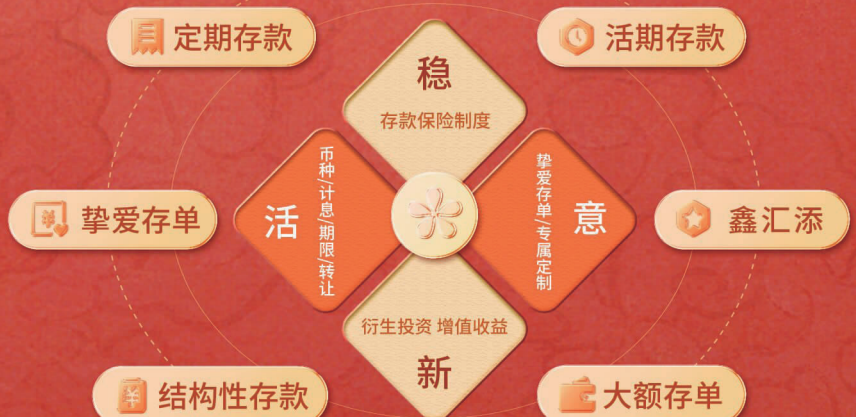 定期存款
活期存款
稳
存款保险制度
活
币种/计息/期限/转让
挚爱存单/专属定制
意
挚爱存单
鑫汇添
衍生投资 增值收益
新
结构性存款
大额存单